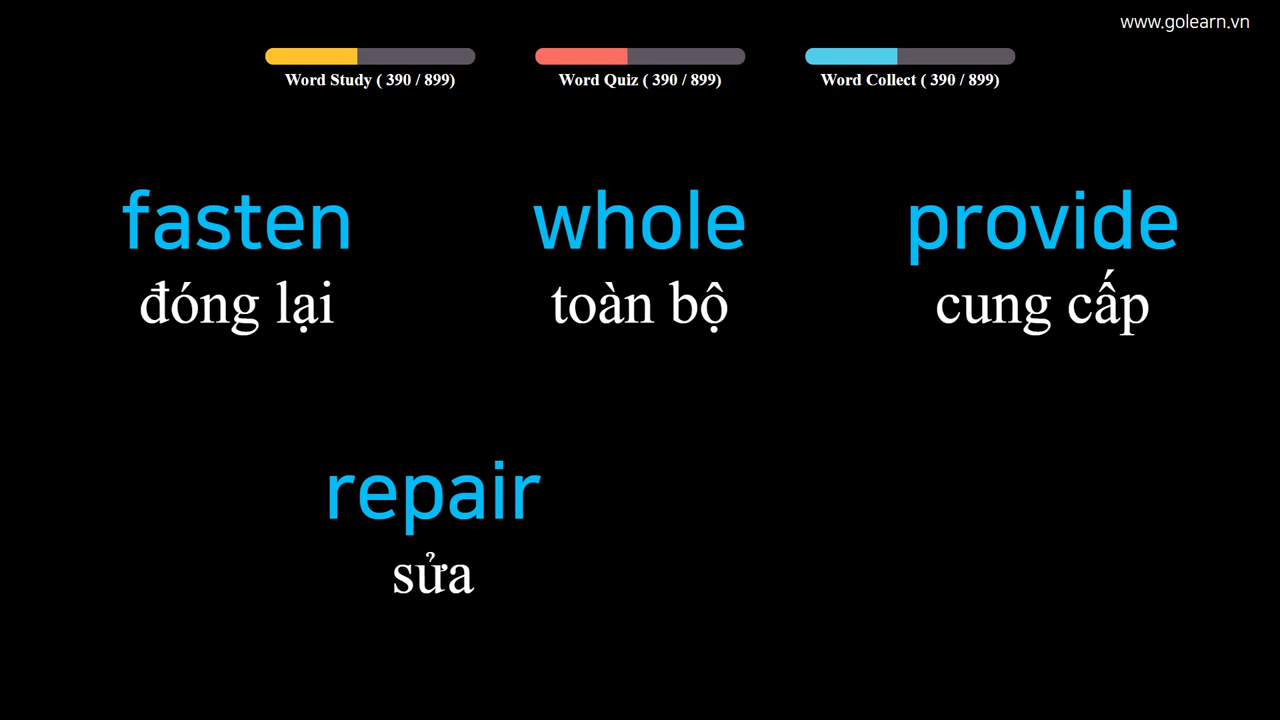 www.golearn.vn
Word Study ( 390 / 899)
Word Quiz ( 390 / 899)
Word Collect ( 390 / 899)
fasten
đóng lại
whole
toàn bộ
provide
cung cấp
repair
sửa